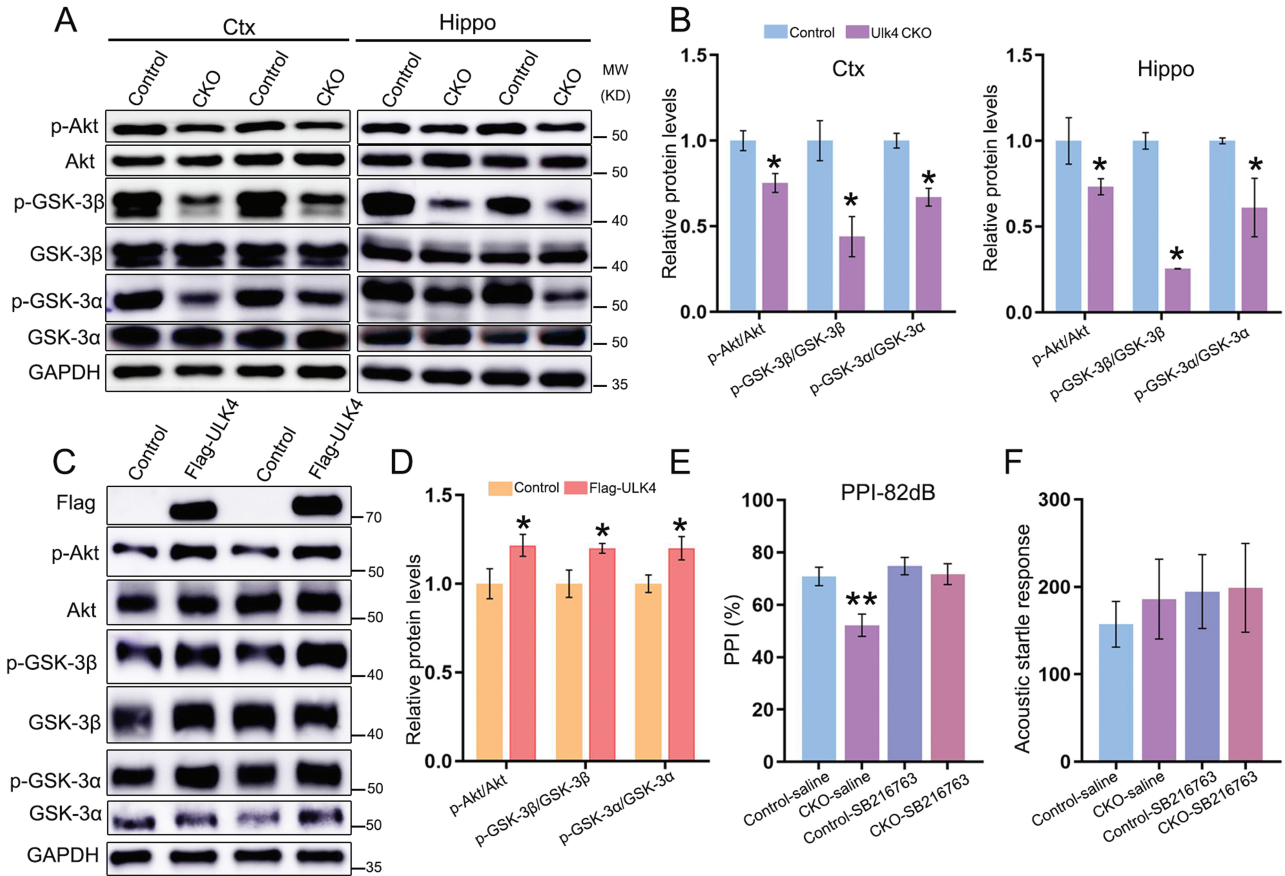 A
Ctx
Hippo
Control
CKO
Control
CKO
Control
CKO
Control
CKO
MW
(KD)
p-Akt
50
Akt
50
p-GSK-3β
40
GSK-3β
40
p-GSK-3α
50
GSK-3α
50
GAPDH
35
B
Control
Ulk4 CKO
Ctx
Relative protein levels
1.5
1.0
0.5
0.0
*
*
*
p-Akt/Akt
p-GSK-3β/GSK-3β
p-GSK-3α/GSK-3α
Hippo
Relative protein levels
1.5
1.0
0.5
0.0
*
*
*
p-Akt/Akt
p-GSK-3β/GSK-3β
p-GSK-3α/GSK-3α
C
Control
Flag-ULK4
Control
Flag-ULK4
Flag
70
p-Akt
50
Akt
50
p-GSK-3β
40
GSK-3β
40
p-GSK-3α
50
GSK-3α
50
GAPDH
35
D
Control
Flag-ULK4
Relative protein levels
1.5
1.0
1.0
0.0
*
*
*
p-Akt/Akt
p-GSK-3β/GSK-3β
p-GSK-3α/GSK-3α
E
PPI-82dB
PPI (%)
100
80
60
40
20
0
**
Control-saline
CKO-saline
Control-SB216763
CKO-SB216763
F
Acoustic startle response
300
200
100
0
Control-saline
CKO-saline
Control-SB216763
CKO-SB216763